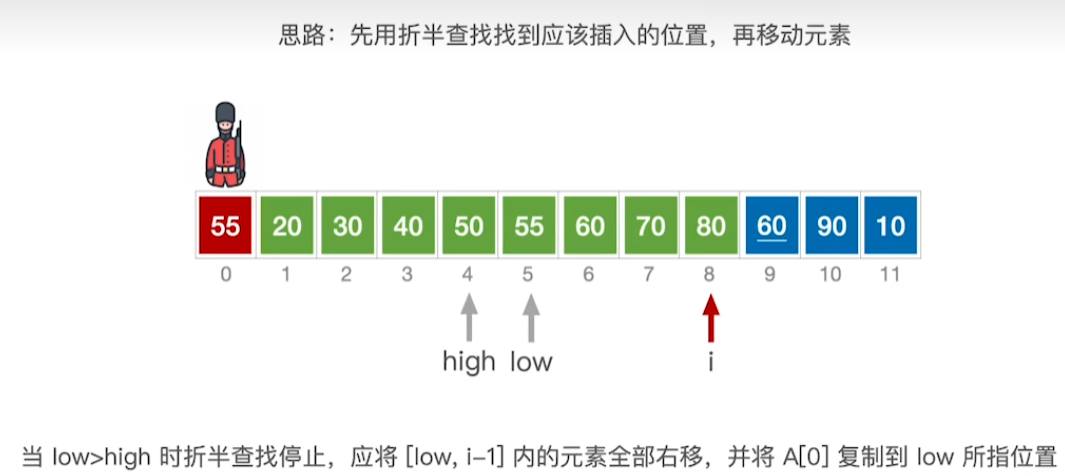 思路：先用折半查找找到应该插入的位置，再移动元素
55 20 30 40 50 55 60 70 80 60 90 10
0 1 2 3 4 5 6 7 8 9 10 11
high low i
当 low>high 时折半查找停止，应将 [low, i–1] 内的元素全部右移，并将 A[0] 复制到 low 所指位置